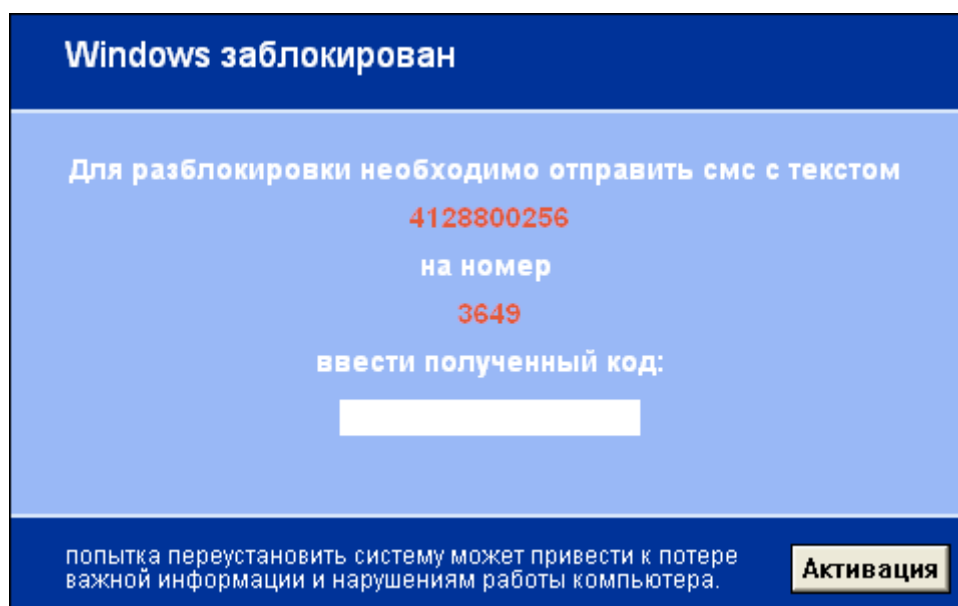 Windows заблокирован
Для разблокировки необходимо отправить смс с текстом
4128800256
на номер
3649
ввести полученный код:
попытка переустановить систему может привести к потере
важной информации и нарушениям работы компьютера.
Активация